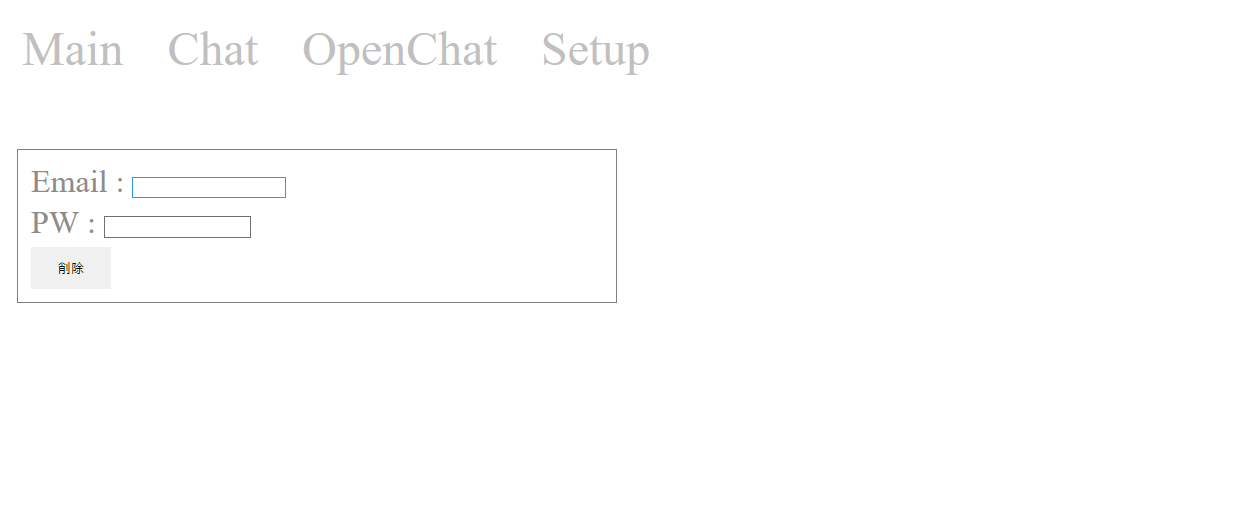 Main Chat OpenChat Setup
Email :
PW :
削除